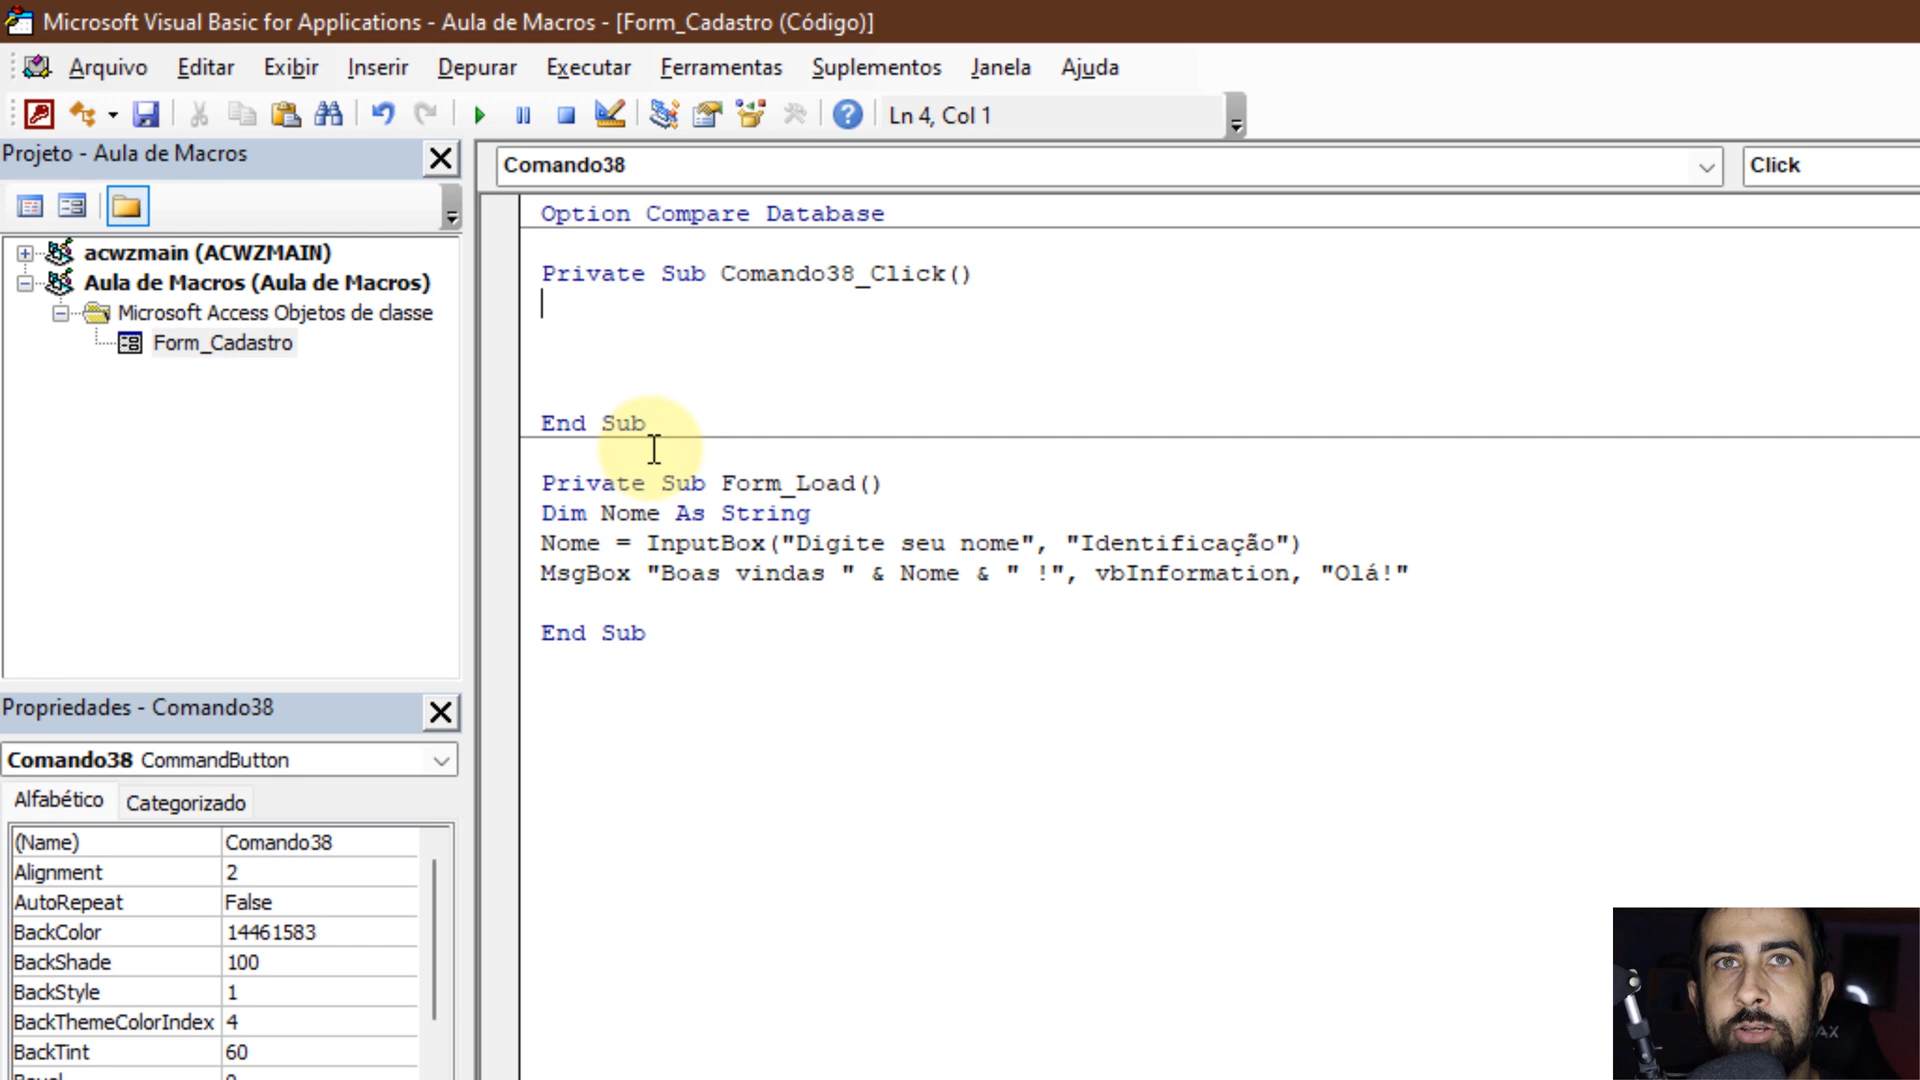 Microsoft Visual Basic for Applications - Aula de Macros - [Form_Cadastro (Código)]
Arquivo Editar Exibir Inserir Depurar Executar Ferramentas Suplementos Janela Ajuda
Ln 4, Col 1
Projeto - Aula de Macros
Comando38
Click
acwzmain (ACWZMAIN)
Aula de Macros (Aula de Macros)
Microsoft Access Objetos de classe
Form_Cadastro
Option Compare Database
Private Sub Comando38_Click()
End Sub
Private Sub Form_Load()
Dim Nome As String
Nome = InputBox("Digite seu nome", "Identificação")
MsgBox "Boas vindas " & Nome & " !", vbInformation, "Olá!"
End Sub
Propriedades - Comando38
Comando38 CommandButton
Alfabético Categorizado
(Name) Comando38
Alignment 2
AutoRepeat False
BackColor 14461583
BackShade 100
BackStyle 1
BackThemeColorIndex 4
BackTint 60